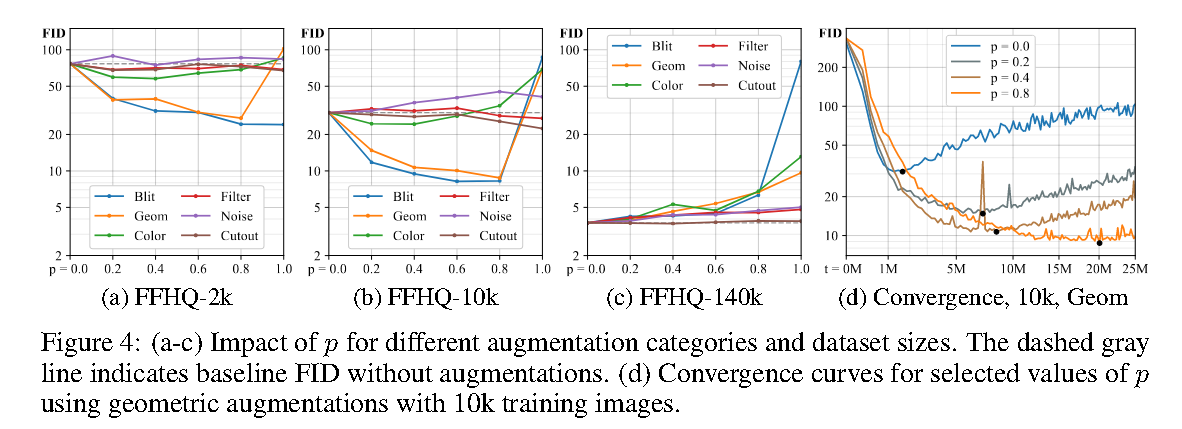 FID
100
50
20
10
5
2
Blit
Geom
Color
Filter
Noise
Cutout
p = 0.0
0.2
0.4
0.6
0.8
1.0
(a) FFHQ-2k
FID
100
50
20
10
5
2
Blit
Geom
Color
Filter
Noise
Cutout
p = 0.0
0.2
0.4
0.6
0.8
1.0
(b) FFHQ-10k
FID
100
50
20
10
5
2
Blit
Geom
Color
Filter
Noise
Cutout
p = 0.0
0.2
0.4
0.6
0.8
1.0
(c) FFHQ-140k
FID
200
100
50
20
10
p = 0.0
p = 0.2
p = 0.4
p = 0.8
t = 0M
1M
5M
10M
15M
20M
25M
(d) Convergence, 10k, Geom
Figure 4: (a-c) Impact of p for different augmentation categories and dataset sizes. The dashed gray
line indicates baseline FID without augmentations. (d) Convergence curves for selected values of p
using geometric augmentations with 10k training images.